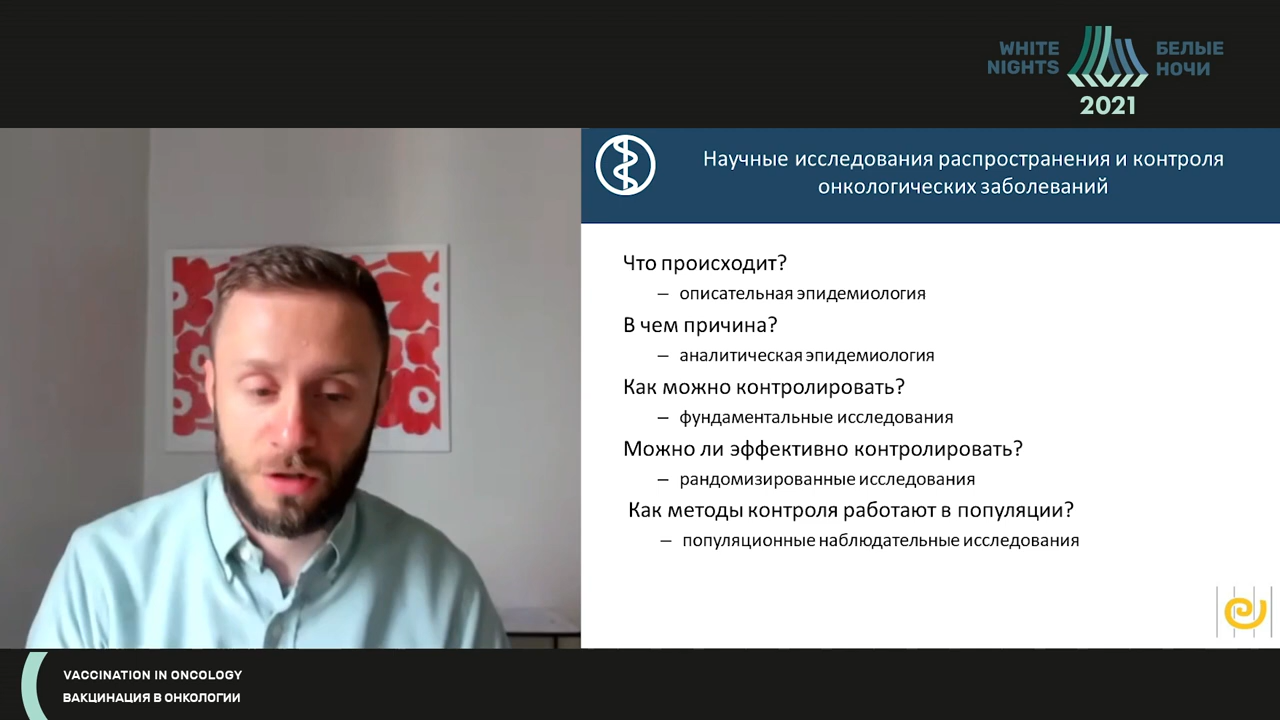 WHITE
NIGHTS
БЕЛЫЕ
НОЧИ
2021
Научные исследования распространения и контроля
онкологических заболеваний
Что происходит?
– описательная эпидемиология
В чем причина?
– аналитическая эпидемиология
Как можно контролировать?
– фундаментальные исследования
Можно ли эффективно контролировать?
– рандомизированные исследования
Как методы контроля работают в популяции?
– популяционные наблюдательные исследования
VACCINATION IN ONCOLOGY
ВАКЦИНАЦИЯ В ОНКОЛОГИИ